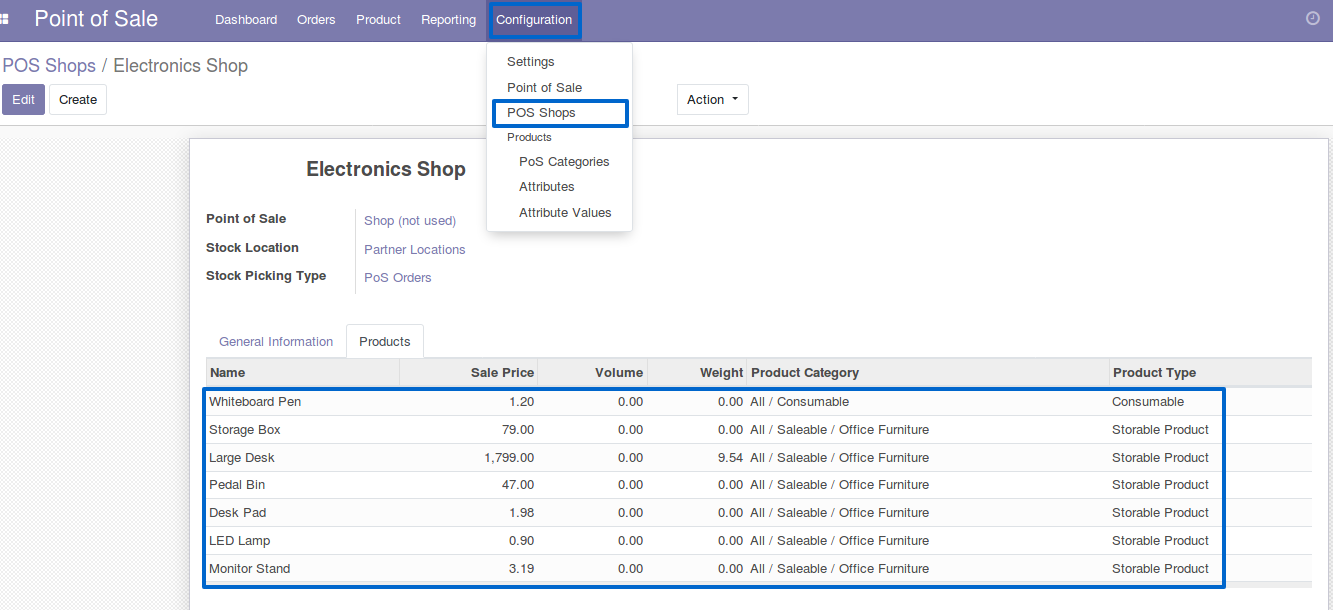 Point of Sale Dashboard Orders Product Reporting Configuration
POS Shops / Electronics Shop
Edit Create Action
Settings
Point of Sale
POS Shops
Products
PoS Categories
Attributes
Attribute Values
Electronics Shop
Point of Sale Shop (not used)
Stock Location Partner Locations
Stock Picking Type PoS Orders
General Information Products
Name Sale Price Volume Weight Product Category Product Type
Whiteboard Pen 1.20 0.00 0.00 All / Consumable Consumable
Storage Box 79.00 0.00 0.00 All / Saleable / Office Furniture Storable Product
Large Desk 1,799.00 0.00 9.54 All / Saleable / Office Furniture Storable Product
Pedal Bin 47.00 0.00 0.00 All / Saleable / Office Furniture Storable Product
Desk Pad 1.98 0.00 0.00 All / Saleable / Office Furniture Storable Product
LED Lamp 0.90 0.00 0.00 All / Saleable / Office Furniture Storable Product
Monitor Stand 3.19 0.00 0.00 All / Saleable / Office Furniture Storable Product